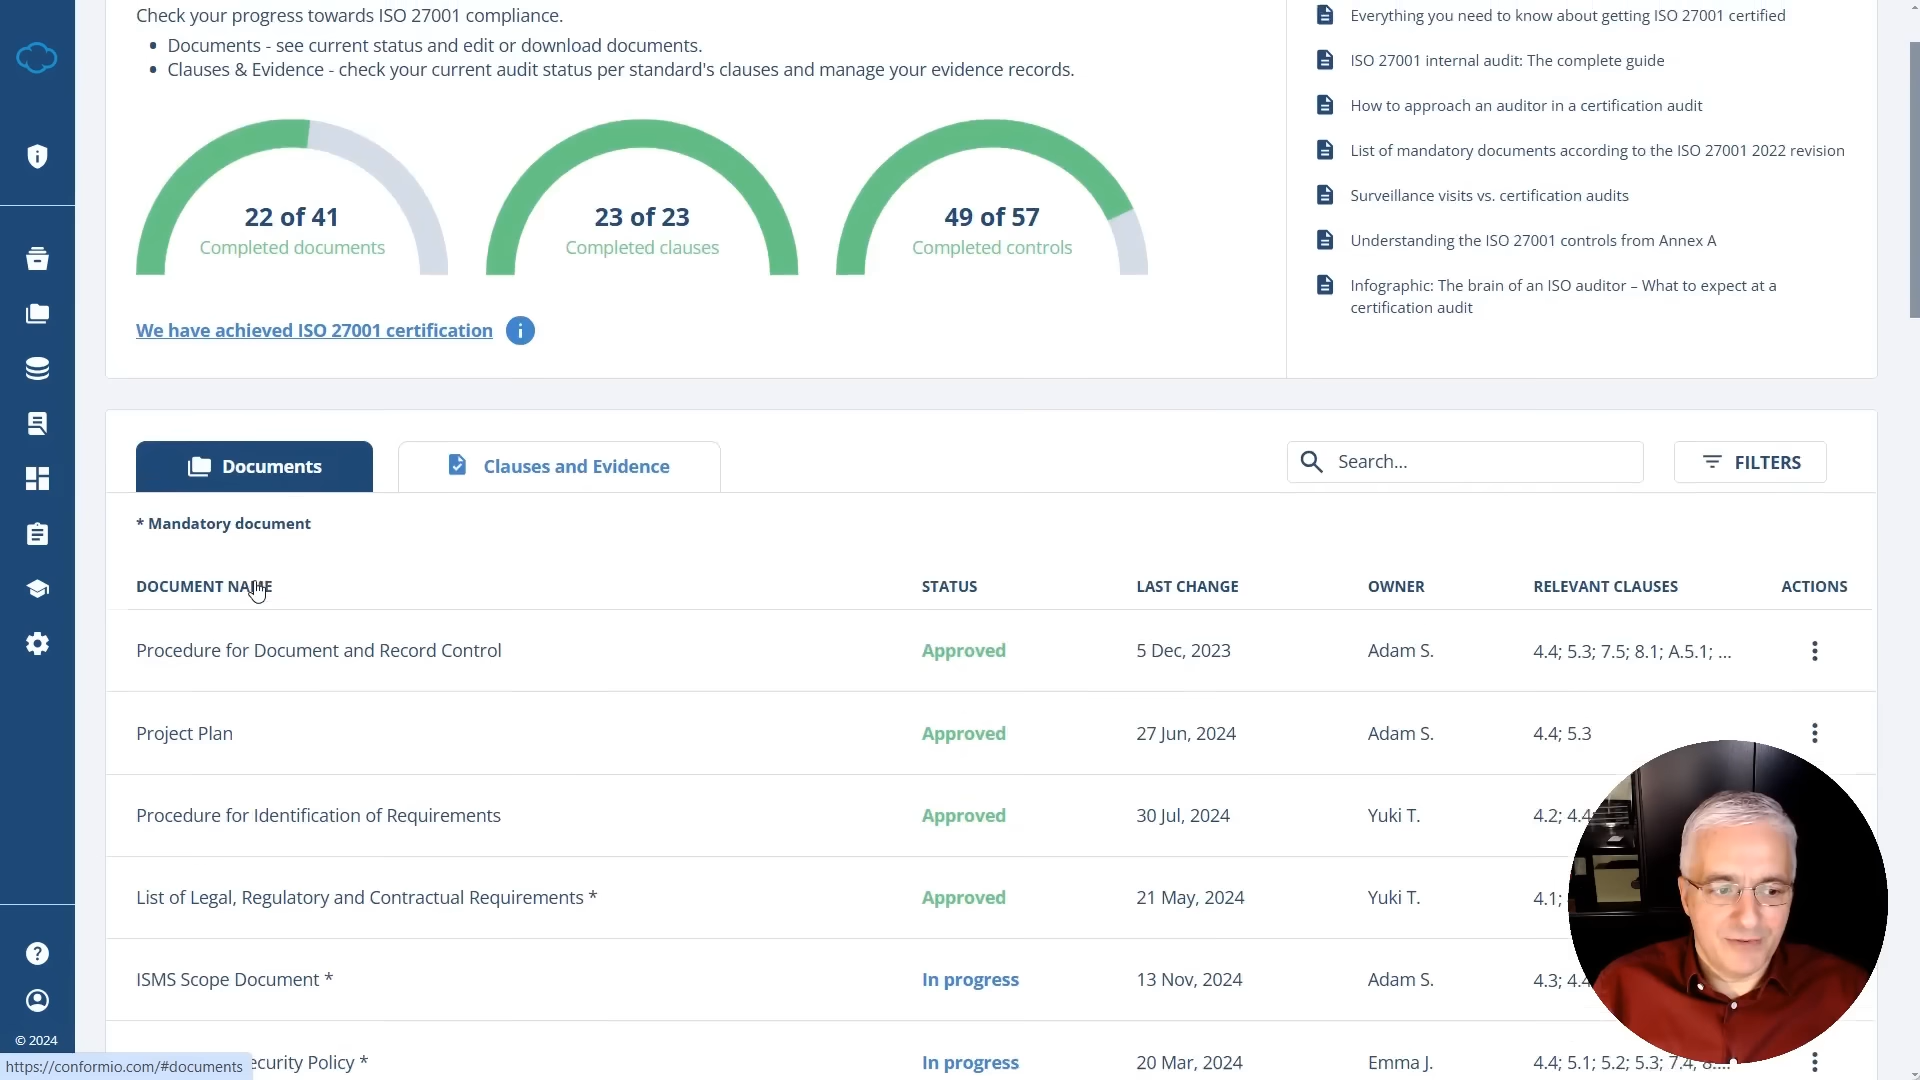 Check your progress towards ISO 27001 compliance.
Documents - see current status and edit or download documents.
Clauses & Evidence - check your current audit status per standard's clauses and manage your evidence records.
22 of 41
Completed documents
23 of 23
Completed clauses
49 of 57
Completed controls
We have achieved ISO 27001 certification
Everything you need to know about getting ISO 27001 certified
ISO 27001 internal audit: The complete guide
How to approach an auditor in a certification audit
List of mandatory documents according to the ISO 27001 2022 revision
Surveillance visits vs. certification audits
Understanding the ISO 27001 controls from Annex A
Infographic: The brain of an ISO auditor – What to expect at a
certification audit
Documents
Clauses and Evidence
Search...
FILTERS
* Mandatory document
DOCUMENT NAME STATUS LAST CHANGE OWNER RELEVANT CLAUSES ACTIONS
Procedure for Document and Record Control Approved 5 Dec, 2023 Adam S. 4.4; 5.3; 7.5; 8.1; A.5.1; ...
Project Plan Approved 27 Jun, 2024 Adam S. 4.4; 5.3
Procedure for Identification of Requirements Approved 30 Jul, 2024 Yuki T. 4.2; 4.4
List of Legal, Regulatory and Contractual Requirements * Approved 21 May, 2024 Yuki T. 4.1;
ISMS Scope Document * In progress 13 Nov, 2024 Adam S. 4.3; 4.4
Policy * In progress 20 Mar, 2024 Emma J. 4.4; 5.1; 5.2; 5.3; 7.4;
© 2024
https://conformio.com/#documents